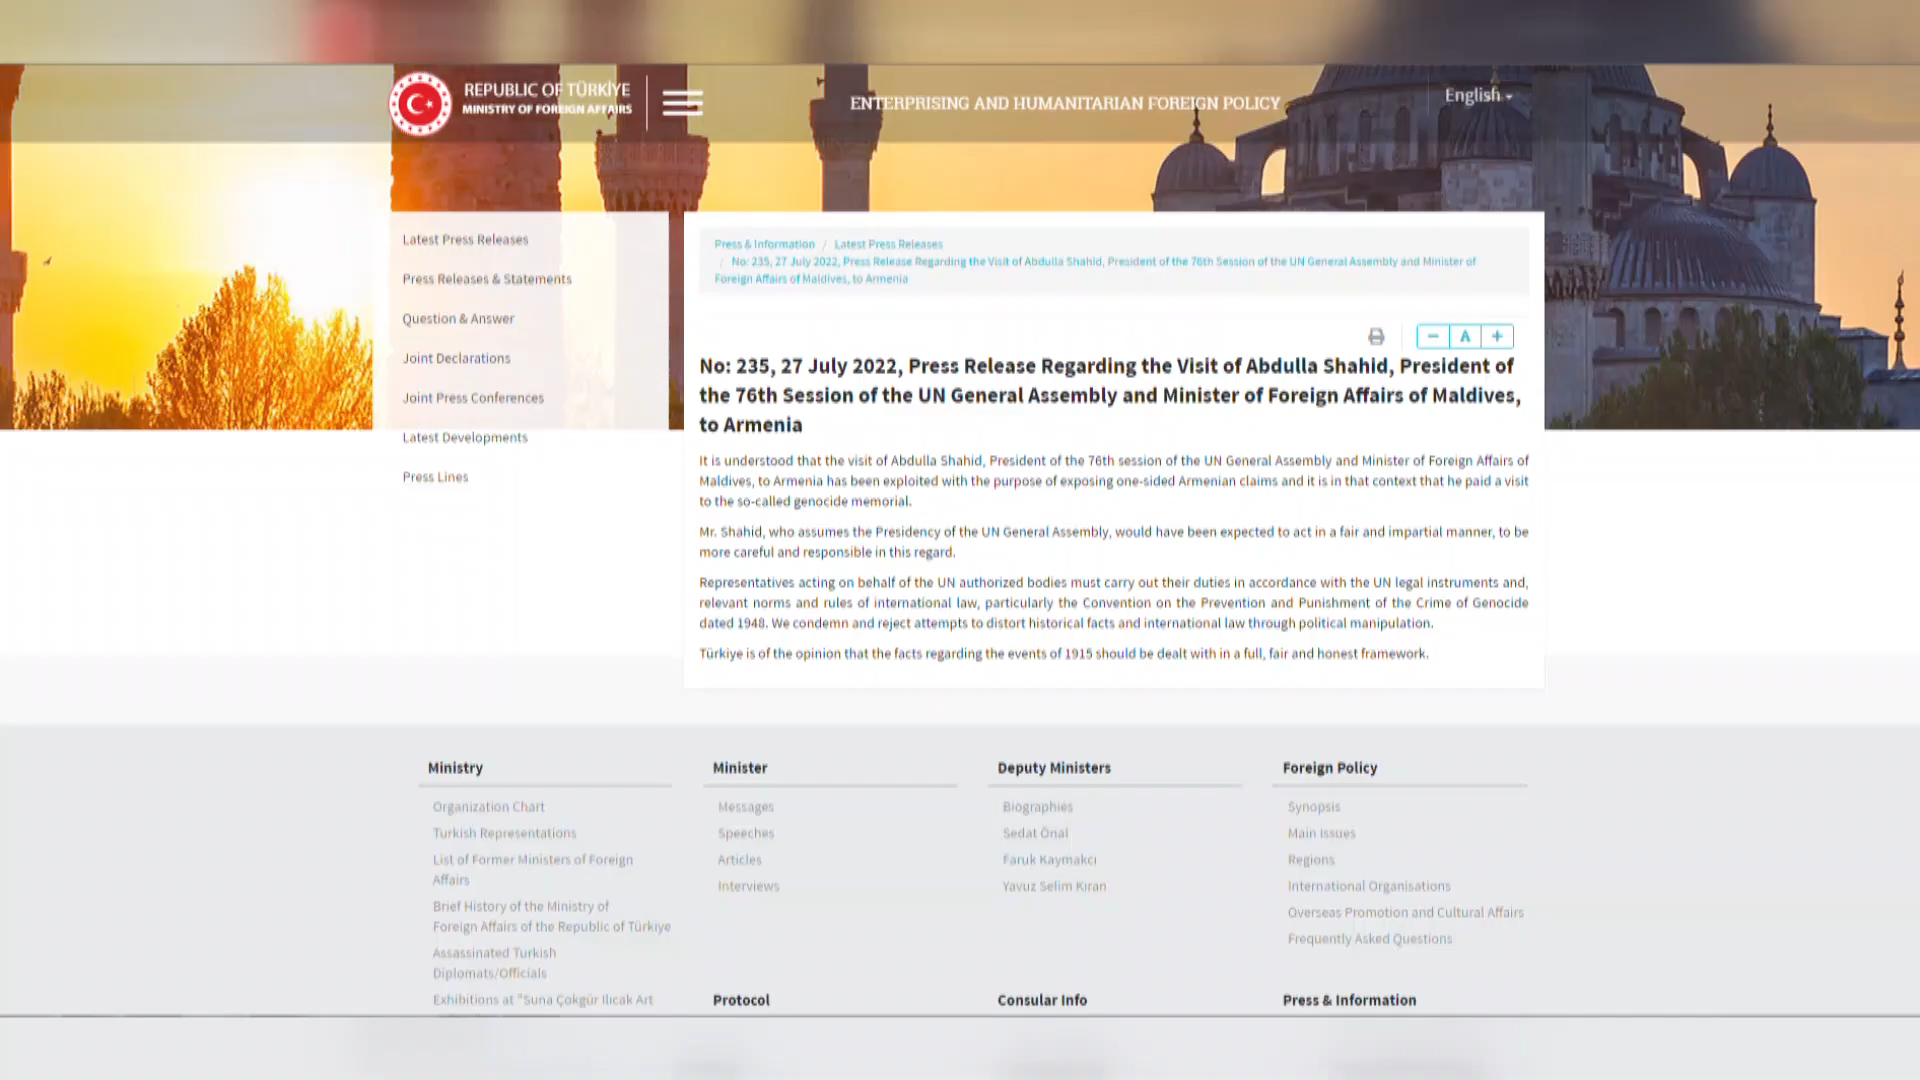 REPUBLIC OF TÜRKİYE
MINISTRY OF FOREIGN AFFAIRS
ENTERPRISING AND HUMANITARIAN FOREIGN POLICY
English
Latest Press Releases
Press Releases & Statements
Question & Answer
Joint Declarations
Joint Press Conferences
Latest Developments
Press Lines
Press & Information / Latest Press Releases
/ No: 235, 27 July 2022, Press Release Regarding the Visit of Abdulla Shahid, President of the 76th Session of the UN General Assembly and Minister of
Foreign Affairs of Maldives, to Armenia
− A +
No: 235, 27 July 2022, Press Release Regarding the Visit of Abdulla Shahid, President of
the 76th Session of the UN General Assembly and Minister of Foreign Affairs of Maldives,
to Armenia
It is understood that the visit of Abdulla Shahid, President of the 76th session of the UN General Assembly and Minister of Foreign Affairs of
Maldives, to Armenia has been exploited with the purpose of exposing one-sided Armenian claims and it is in that context that he paid a visit
to the so-called genocide memorial.
Mr. Shahid, who assumes the Presidency of the UN General Assembly, would have been expected to act in a fair and impartial manner, to be
more careful and responsible in this regard.
Representatives acting on behalf of the UN authorized bodies must carry out their duties in accordance with the UN legal instruments and,
relevant norms and rules of international law, particularly the Convention on the Prevention and Punishment of the Crime of Genocide
dated 1948. We condemn and reject attempts to distort historical facts and international law through political manipulation.
Türkiye is of the opinion that the facts regarding the events of 1915 should be dealt with in a full, fair and honest framework.
Ministry
Organization Chart
Turkish Representations
List of Former Ministers of Foreign
Affairs
Brief History of the Ministry of
Foreign Affairs of the Republic of Türkiye
Assassinated Turkish
Diplomats/Officials
Exhibitions at "Suna Çokgür Ilıcak Art
Minister
Messages
Speeches
Articles
Interviews
Protocol
Deputy Ministers
Biographies
Sedat Önal
Faruk Kaymakcı
Yavuz Selim Kıran
Consular Info
Foreign Policy
Synopsis
Main Issues
Regions
International Organisations
Overseas Promotion and Cultural Affairs
Frequently Asked Questions
Press & Information